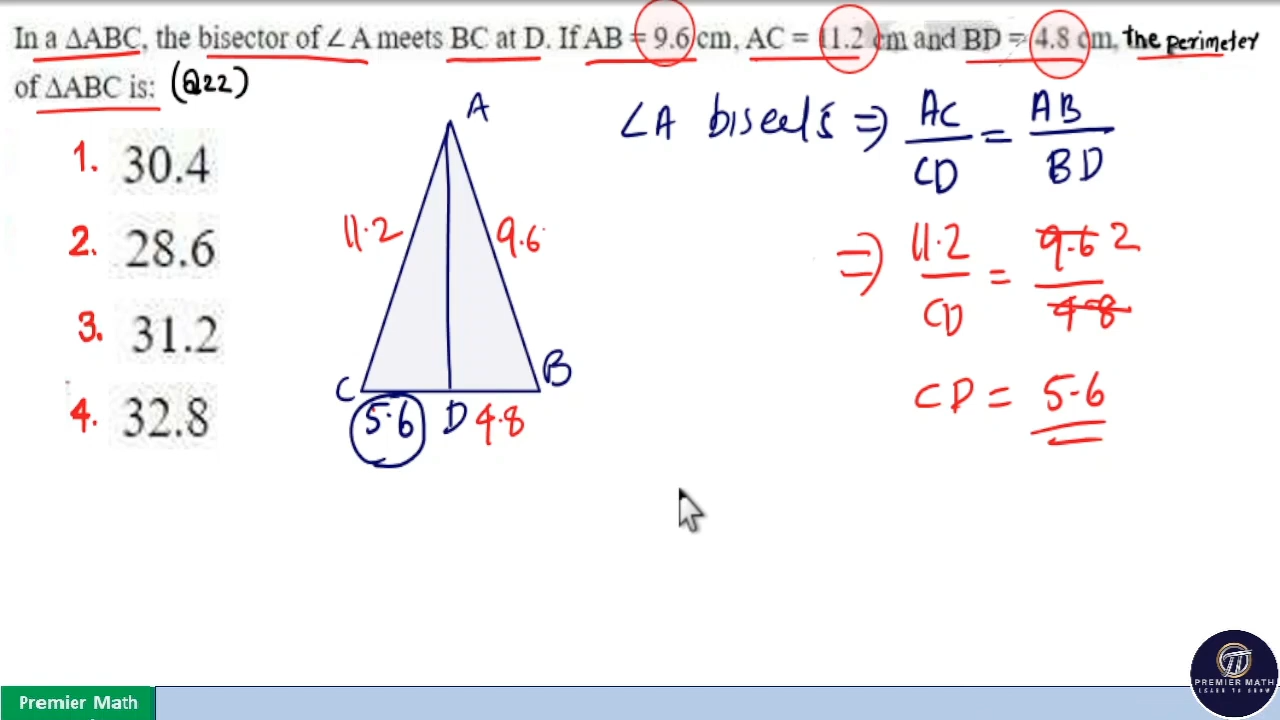 In a ΔABC, the bisector of ∠A meets BC at D. If AB = 9.6 cm, AC = 11.2 cm and BD = 4.8 cm, the perimeter
of ΔABC is: (Q22)
1. 30.4
2. 28.6
3. 31.2
4. 32.8
A
11.2
9.6
C
B
5.6 D 4.8
∠A bisects ⇒ AC/CD = AB/BD
⇒ 11.2/CD = 9.6/4.8 2
CD = 5.6
Premier Math
PREMIER MATH
LEARN TO GROW